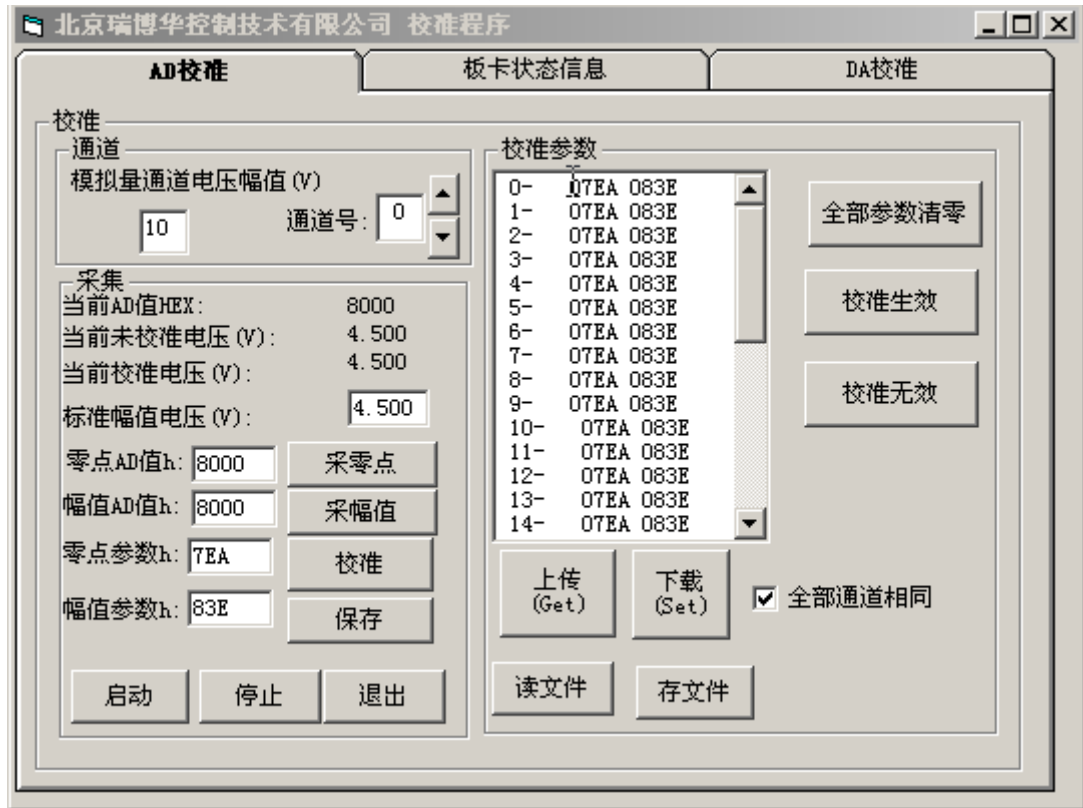 北京瑞博华控制技术有限公司 校准程序
AD校准 板卡状态信息 DA校准
校准
通道
模拟量通道电压幅值(V)
10
通道号: 0
采集
当前AD值HEX: 8000
当前未校准电压(V): 4.500
当前校准电压(V): 4.500
标准幅值电压(V): 4.500
零点AD值h: 8000 采零点
幅值AD值h: 8000 采幅值
零点参数h: 7EA 校准
幅值参数h: 83E 保存
启动 停止 退出
校准参数
0- 07EA 083E
1- 07EA 083E
2- 07EA 083E
3- 07EA 083E
4- 07EA 083E
5- 07EA 083E
6- 07EA 083E
7- 07EA 083E
8- 07EA 083E
9- 07EA 083E
10- 07EA 083E
11- 07EA 083E
12- 07EA 083E
13- 07EA 083E
14- 07EA 083E
全部参数清零
校准生效
校准无效
上传
(Get)
下载
(Set)
全部通道相同
读文件 存文件